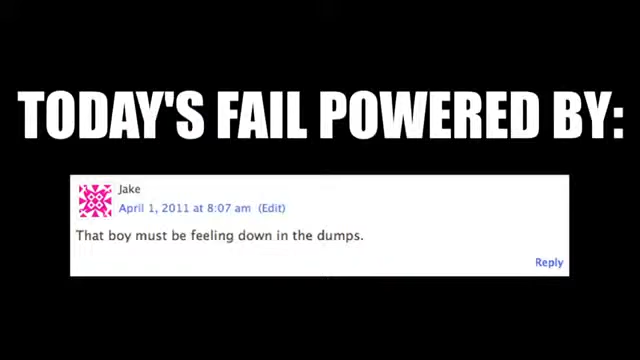 TODAY'S FAIL POWERED BY:
Jake
April 1, 2011 at 8:07 am (Edit)
That boy must be feeling down in the dumps.
Reply